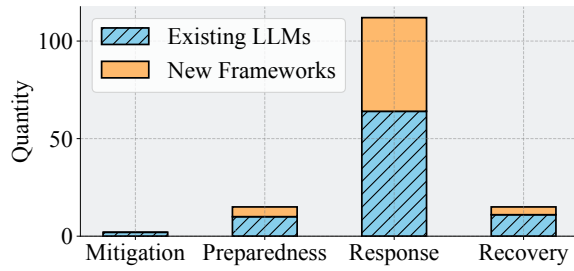 Existing LLMs
New Frameworks
Quantity
100
50
0
Mitigation Preparedness Response Recovery